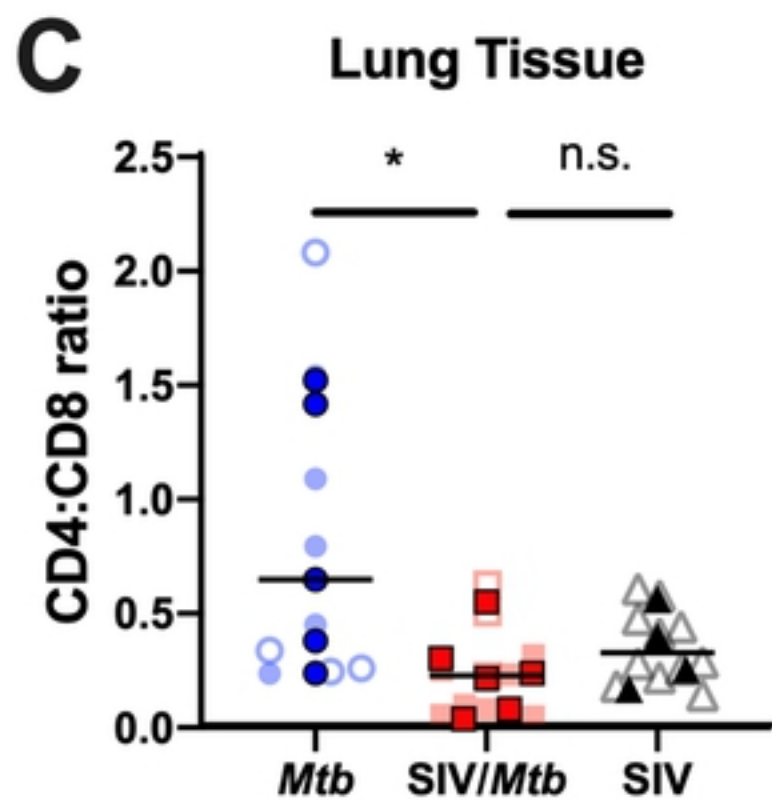 C
Lung Tissue
* n.s.
2.5
2.0
1.5
1.0
0.5
0.0
CD4:CD8 ratio
Mtb SIV/Mtb SIV